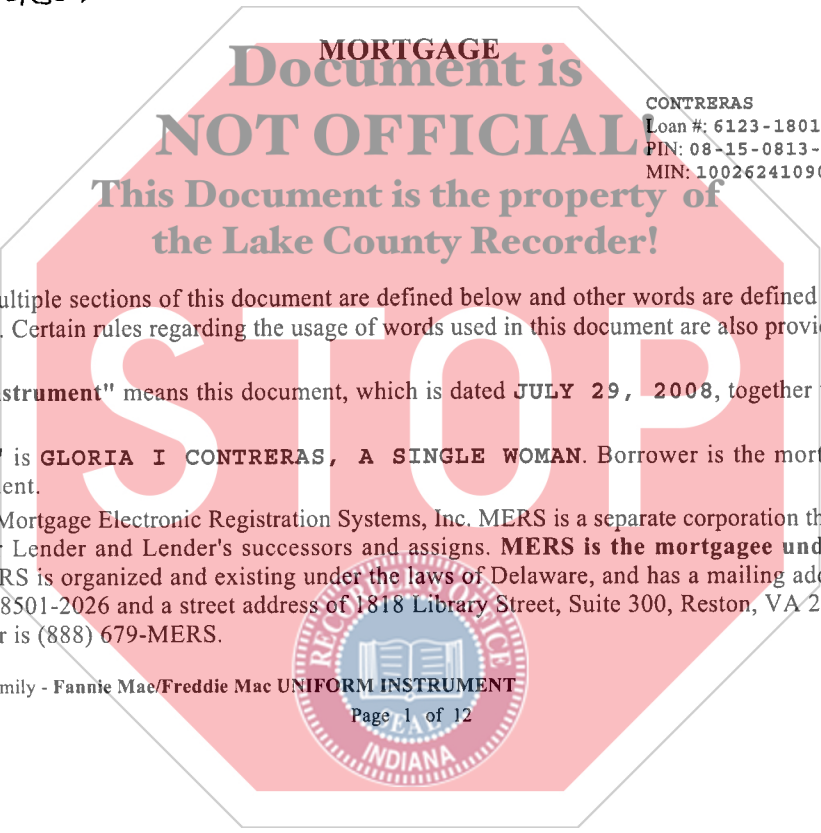 MORTGAGE
Document is
NOT OFFICIAL!
This Document is the property of
the Lake County Recorder!
CONTRERAS
Loan #: 6123-1801
PIN: 08-15-0813-
MIN: 10026241090
ultiple sections of this document are defined below and other words are defined
. Certain rules regarding the usage of words used in this document are also provi
strument" means this document, which is dated JULY 29, 2008, together
" is GLORIA I CONTRERAS, A SINGLE WOMAN. Borrower is the mort
ent.
Mortgage Electronic Registration Systems, Inc. MERS is a separate corporation th
r Lender and Lender's successors and assigns. MERS is the mortgagee und
RS is organized and existing under the laws of Delaware, and has a mailing add
8501-2026 and a street address of 1818 Library Street, Suite 300, Reston, VA 2
r is (888) 679-MERS.
mily - Fannie Mae/Freddie Mac UNIFORM INSTRUMENT
Page 1 of 12
STOP
RECORDER'S OFFICE
SEAL
INDIANA